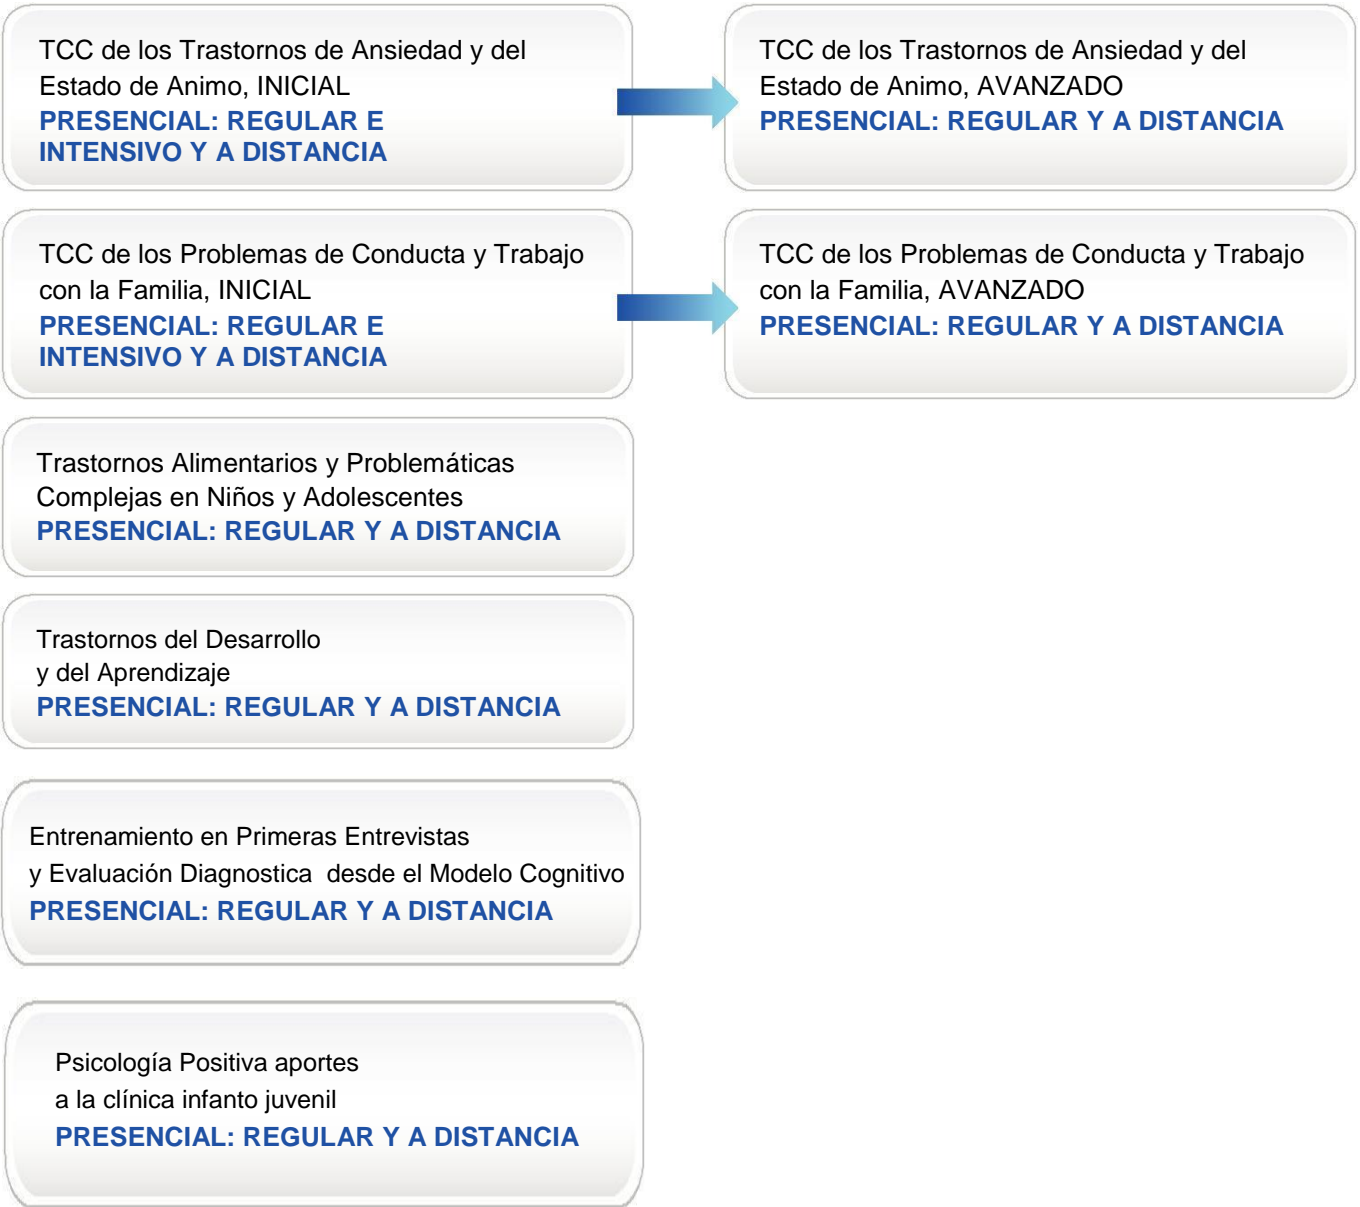 TCC de los Trastornos de Ansiedad y del
Estado de Animo, INICIAL
PRESENCIAL: REGULAR E
INTENSIVO Y A DISTANCIA
TCC de los Trastornos de Ansiedad y del
Estado de Animo, AVANZADO
PRESENCIAL: REGULAR Y A DISTANCIA
TCC de los Problemas de Conducta y Trabajo
con la Familia, INICIAL
PRESENCIAL: REGULAR E
INTENSIVO Y A DISTANCIA
TCC de los Problemas de Conducta y Trabajo
con la Familia, AVANZADO
PRESENCIAL: REGULAR Y A DISTANCIA
Trastornos Alimentarios y Problemáticas
Complejas en Niños y Adolescentes
PRESENCIAL: REGULAR Y A DISTANCIA
Trastornos del Desarrollo
y del Aprendizaje
PRESENCIAL: REGULAR Y A DISTANCIA
Entrenamiento en Primeras Entrevistas
y Evaluación Diagnostica  desde el Modelo Cognitivo
PRESENCIAL: REGULAR Y A DISTANCIA
Psicología Positiva aportes
a la clínica infanto juvenil
PRESENCIAL: REGULAR Y A DISTANCIA